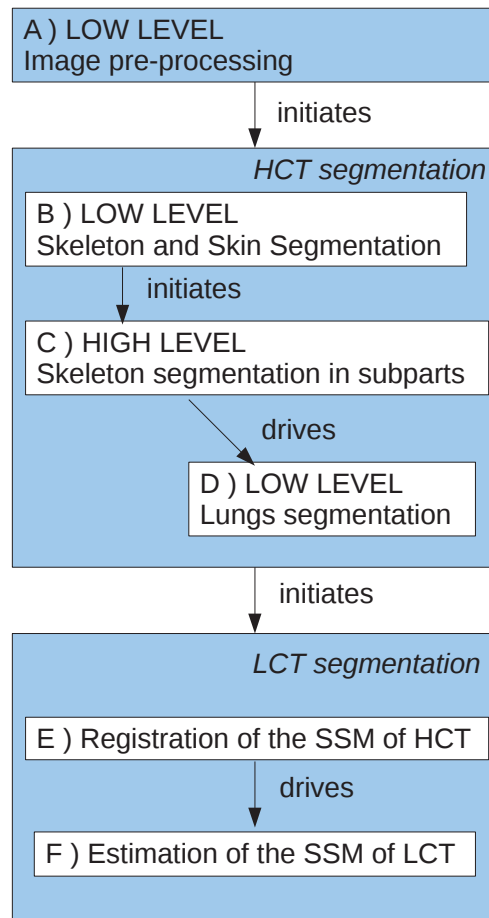 A ) LOW LEVEL
Image pre-processing
initiates
HCT segmentation
B ) LOW LEVEL
Skeleton and Skin Segmentation
initiates
C ) HIGH LEVEL
Skeleton segmentation in subparts
drives
D ) LOW LEVEL
Lungs segmentation
initiates
LCT segmentation
E ) Registration of the SSM of HCT
drives
F ) Estimation of the SSM of LCT